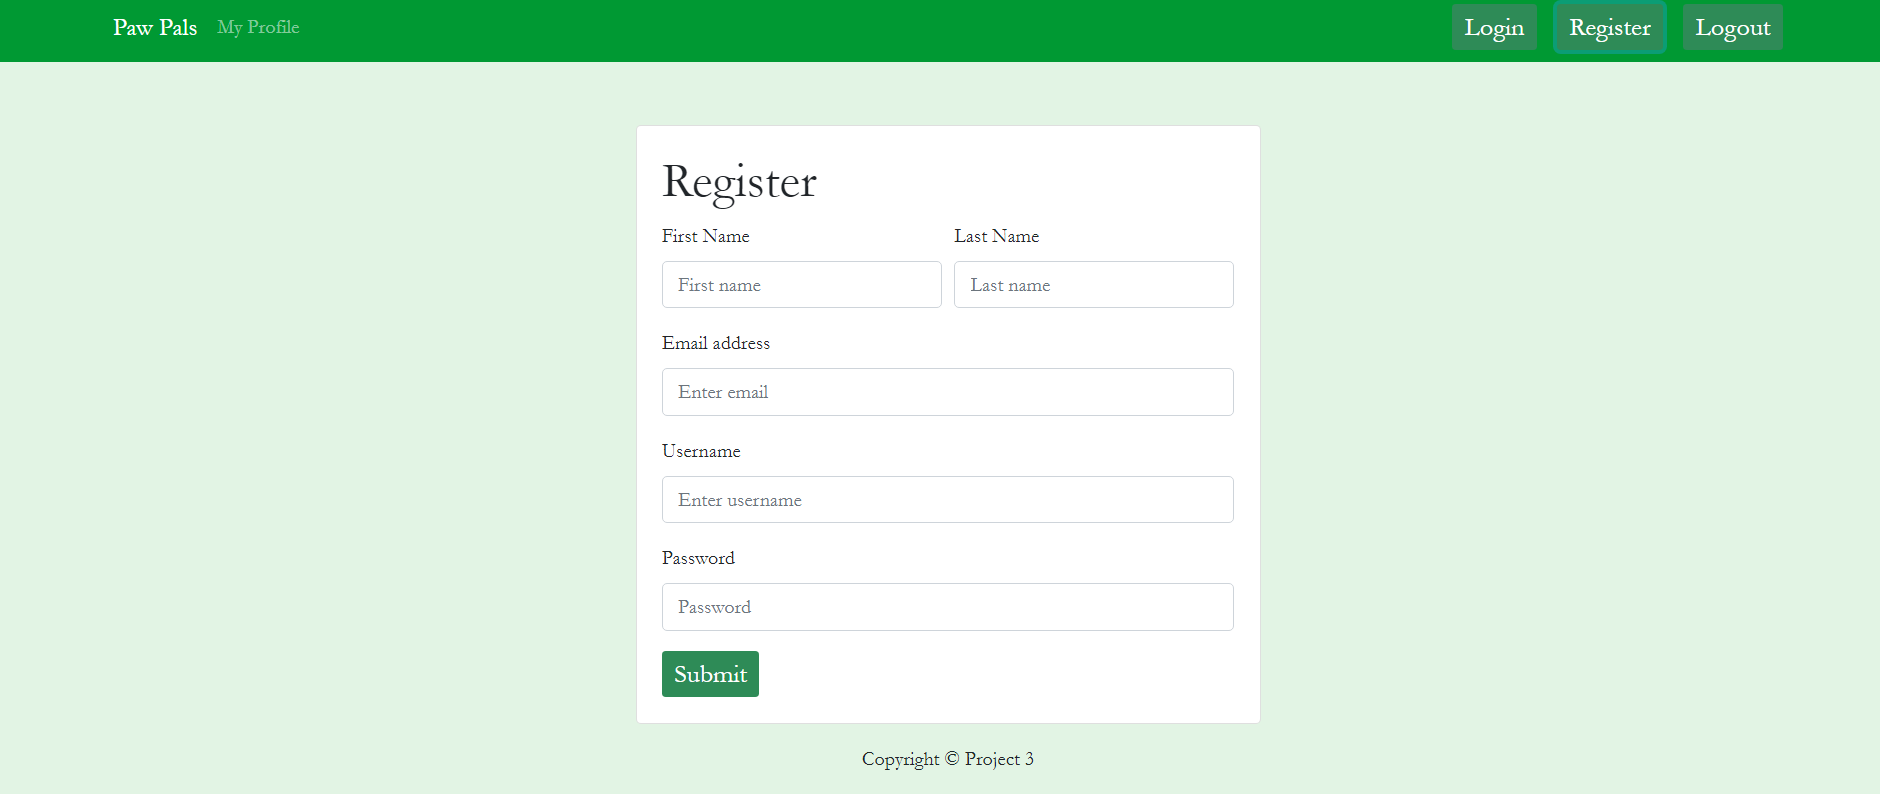 Paw Pals My Profile Login Register Logout
Register
First Name Last Name
First name Last name
Email address
Enter email
Username
Enter username
Password
Password
Submit
Copyright © Project 3